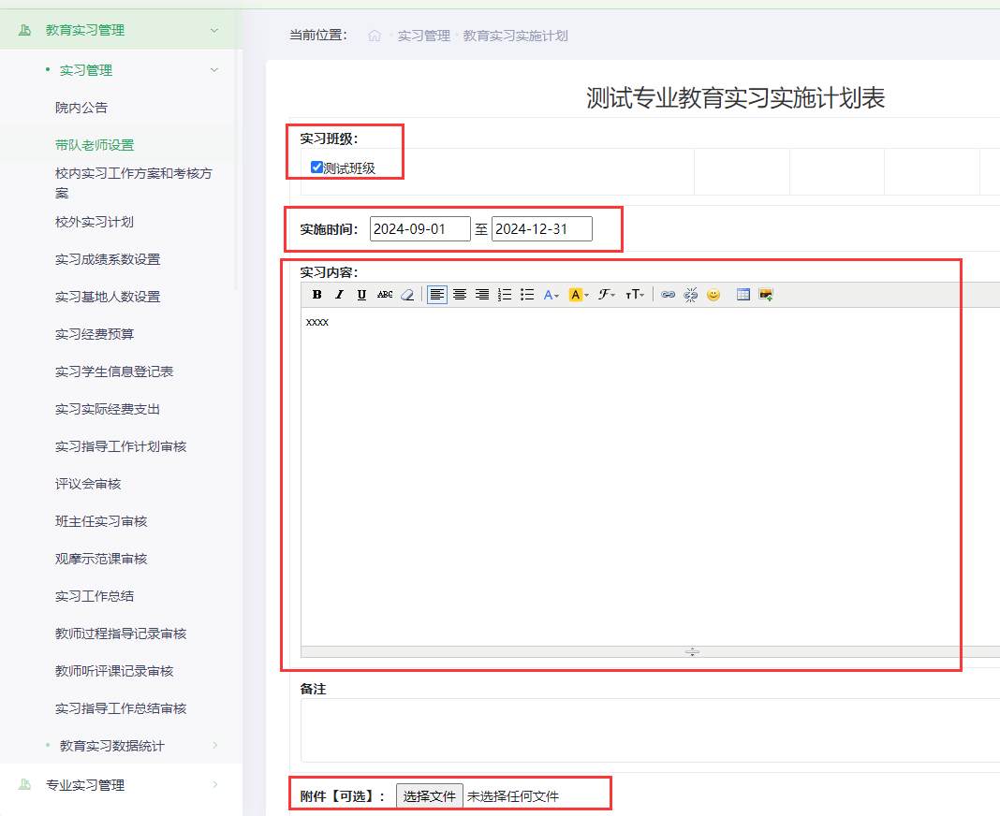 教育实习管理
实习管理
院内公告
带队老师设置
校内实习工作方案和考核方
案
校外实习计划
实习成绩系数设置
实习基地人数设置
实习经费预算
实习学生信息登记表
实习实际经费支出
实习指导工作计划审核
评议会审核
班主任实习审核
观摩示范课审核
实习工作总结
教师过程指导记录审核
教师听评课记录审核
实习指导工作总结审核
教育实习数据统计
专业实习管理
当前位置： 实习管理 教育实习实施计划
测试专业教育实习实施计划表
实习班级：
测试班级
实施时间： 2024-09-01 至 2024-12-31
实习内容：
B I U ABC A A F TT
xxxx
备注
附件【可选】： 选择文件 未选择任何文件